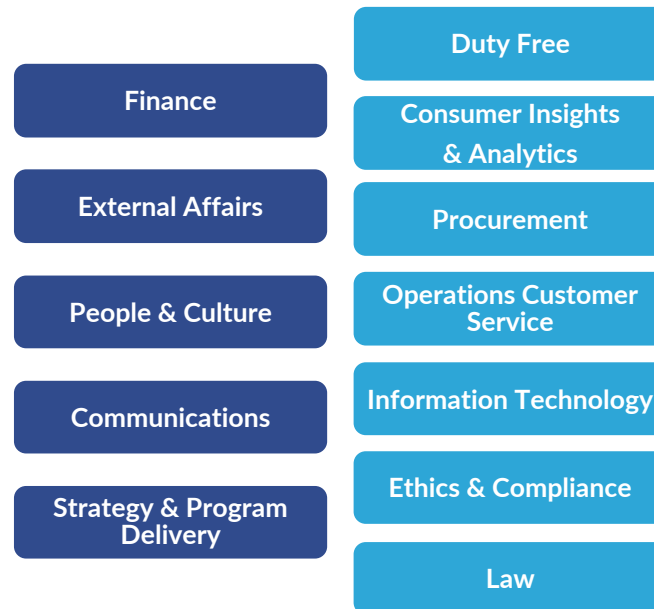 Finance
External Affairs
People & Culture
Communications
Strategy & Program
Delivery
Duty Free
Consumer Insights
& Analytics
Procurement
Operations Customer
Service
Information Technology
Ethics & Compliance
Law